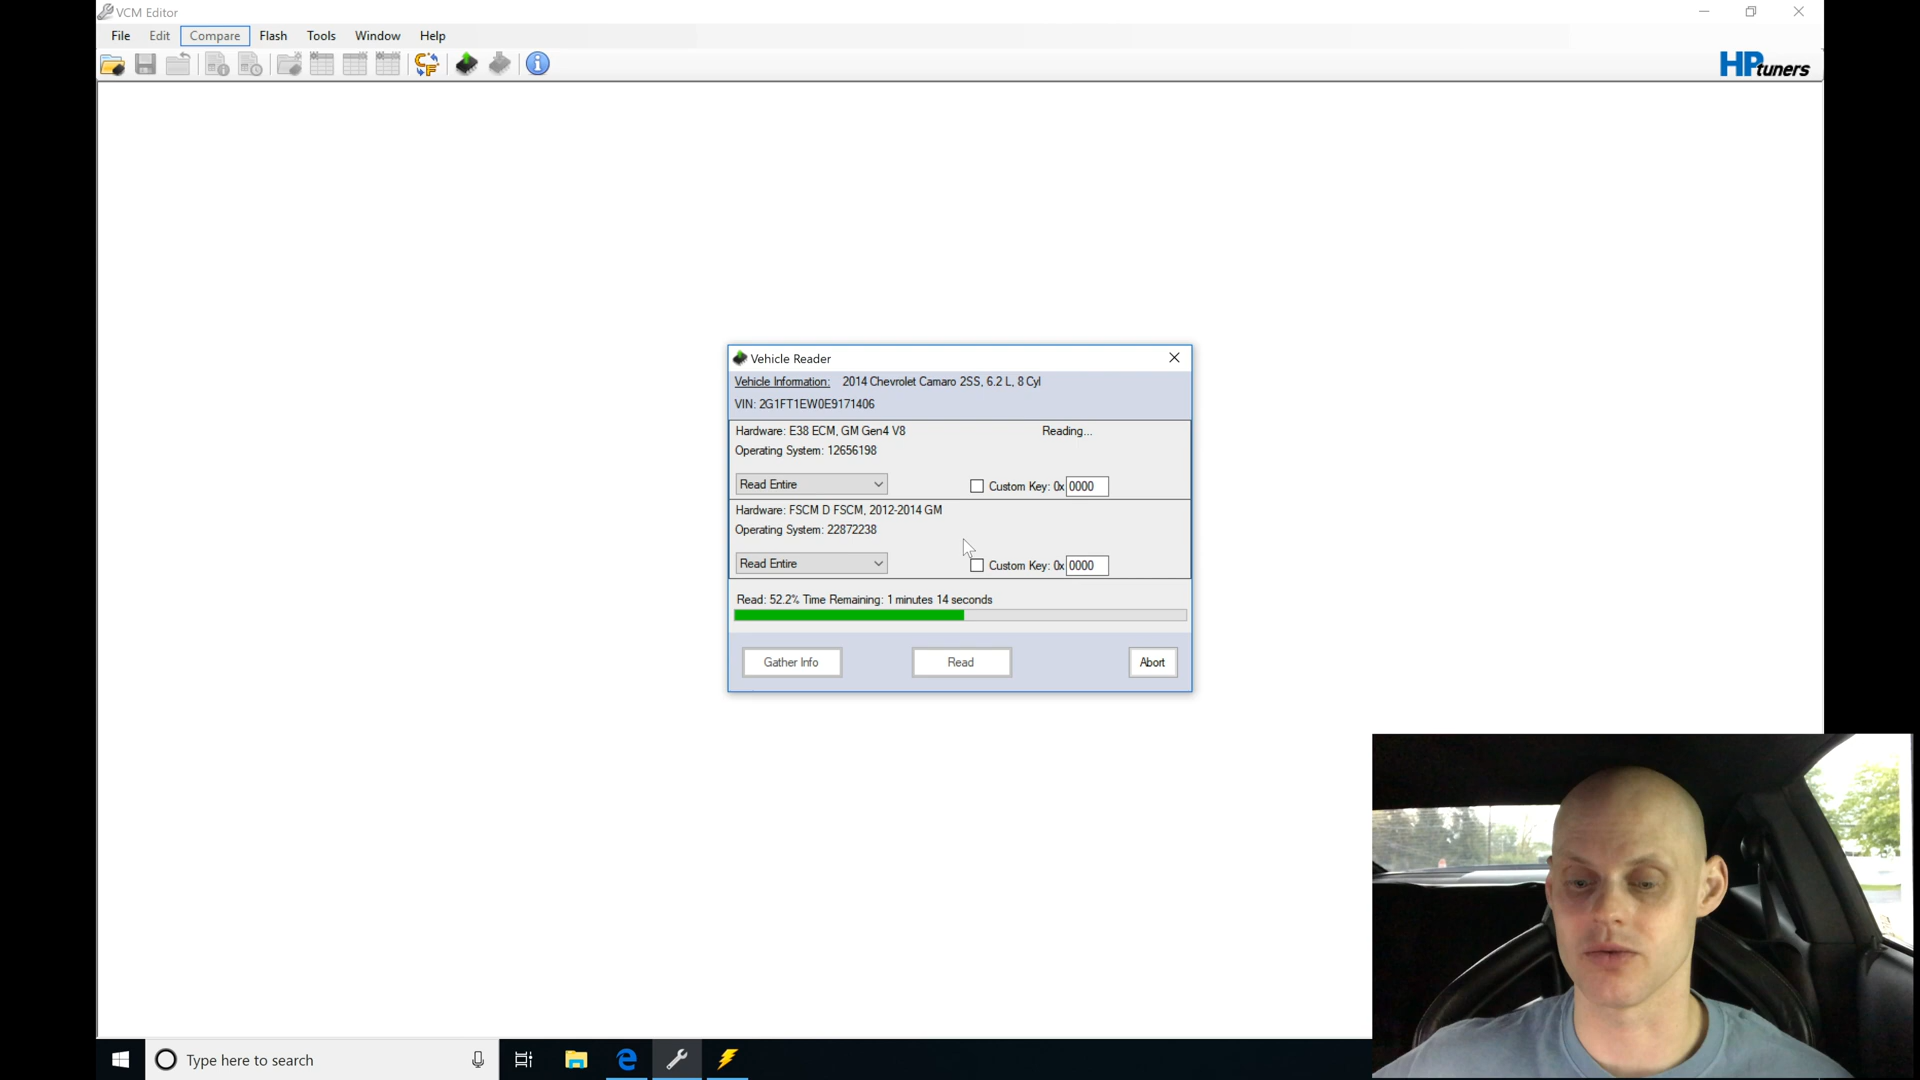 VCM Editor
File Edit Compare Flash Tools Window Help
HPtuners
Vehicle Reader
Vehicle Information: 2014 Chevrolet Camaro 2SS, 6.2 L, 8 Cyl
VIN: 2G1FT1EW0E9171406
Hardware: E38 ECM, GM Gen4 V8 Reading...
Operating System: 12656198
Read Entire Custom Key: 0x 0000
Hardware: FSCM D FSCM, 2012-2014 GM
Operating System: 22872238
Read Entire Custom Key: 0x 0000
Read: 52.2% Time Remaining: 1 minutes 14 seconds
Gather Info Read Abort
Type here to search